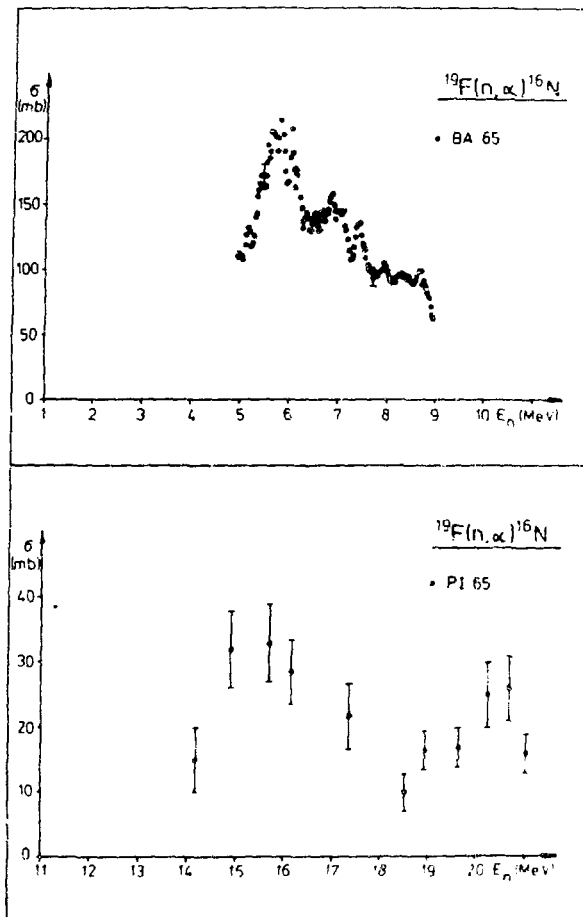 σ
(mb)
¹⁹F(n,α)¹⁶N
• BA 65
200
150
100
50
0
1 2 3 4 5 6 7 8 9 10 Eₙ (MeV)
σ
(mb)
¹⁹F(n,α)¹⁶N
• PI 65
40
30
20
10
0
11 12 13 14 15 16 17 18 19 20 Eₙ (MeV)